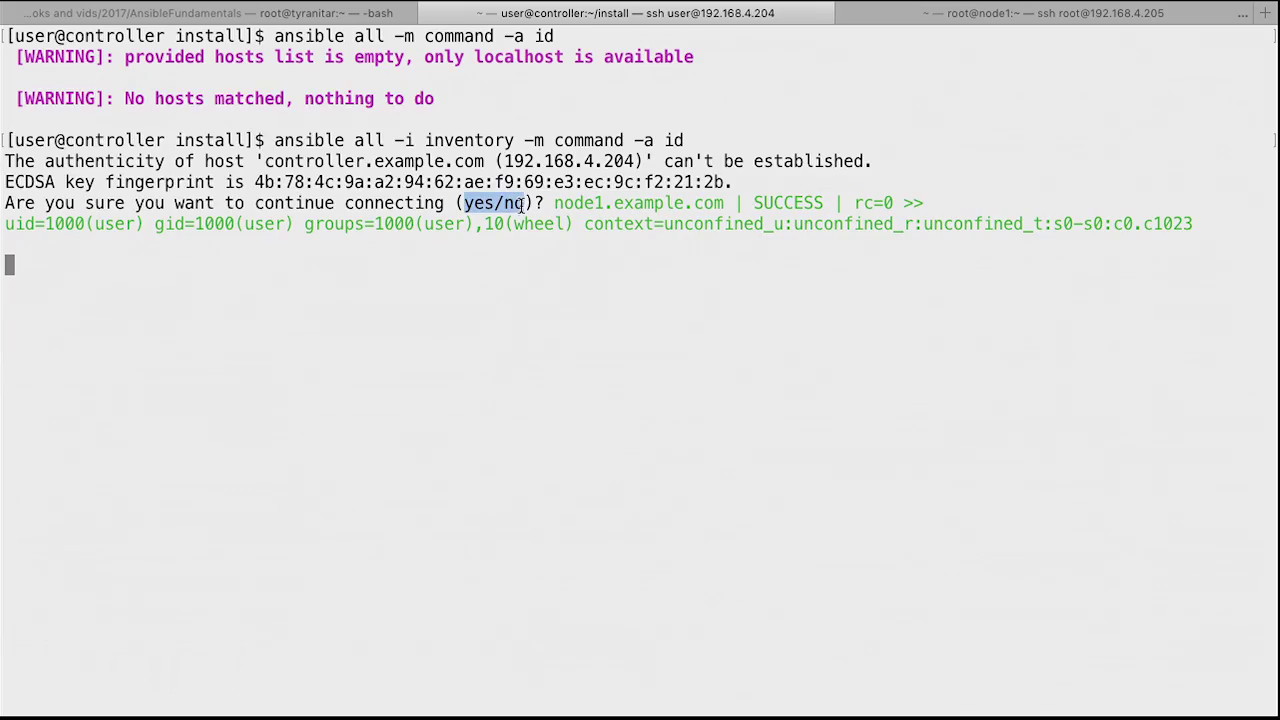 ...oks and vids/2017/AnsibleFundamentals — root@tyranitar:~ — -bash
~ — user@controller:~/install — ssh user@192.168.4.204
~ — root@node1:~ — ssh root@192.168.4.205
... +
[user@controller install]$ ansible all -m command -a id
[WARNING]: provided hosts list is empty, only localhost is available
[WARNING]: No hosts matched, nothing to do
[user@controller install]$ ansible all -i inventory -m command -a id
The authenticity of host 'controller.example.com (192.168.4.204)' can't be established.
ECDSA key fingerprint is 4b:78:4c:9a:a2:94:62:ae:f9:69:e3:ec:9c:f2:21:2b.
Are you sure you want to continue connecting (yes/no)? node1.example.com | SUCCESS | rc=0 >>
uid=1000(user) gid=1000(user) groups=1000(user),10(wheel) context=unconfined_u:unconfined_r:unconfined_t:s0-s0:c0.c1023